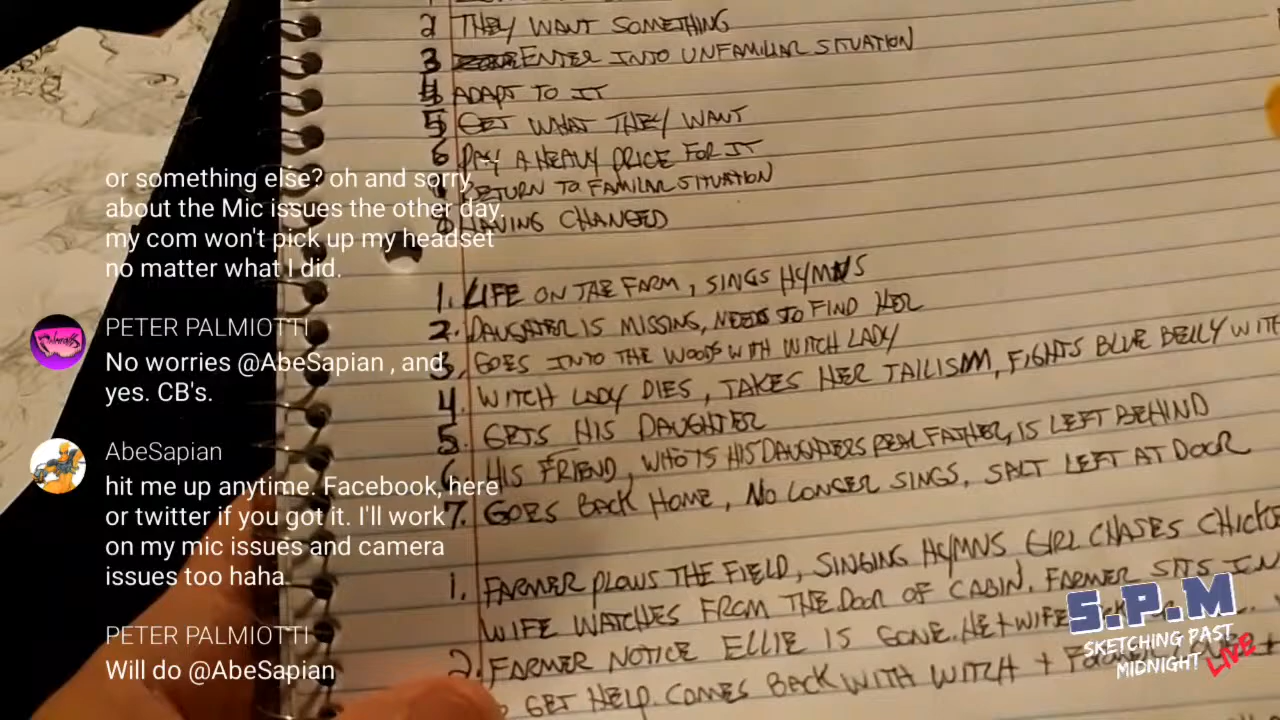 2 THEY WANT SOMETHING
3 ENTER INTO UNFAMILIAR SITUATION
4 ADAPT TO IT
5 GET WHAT THEY WANT
6 PAY A HEAVY PRICE FOR IT
RETURN TO FAMILAR SITUATION
HAVING CHANGED
1. LIFE ON THE FARM, SINGS HYMNS
2. DAUGHTER IS MISSING, NEEDS TO FIND HER
3, GOES INTO THE WOODS WITH WITCH LADY
4. WITCH LADY DIES, TAKES HER TAILISM, FIGHTS BLUE BELLY WITH
5. GETS HIS DAUGHTER
6 HIS FRIEND, WHO IS HIS DAUGHTERS REAL FATHER, IS LEFT BEHIND
7. GOES BACK HOME, NO LONGER SINGS, SALT LEFT AT DOOR
1. FARMER PLOWS THE FIELD, SINGING HYMNS GIRL CHASES
WIFE WATCHES FROM THE DOOR OF CABIN. FARMER SITS IN
2. FARMER NOTICE ELLIE IS GONE. HE + WIFE
GET HELP. COMES BACK WITH WITCH +
or something else? oh and sorry
about the Mic issues the other day,
my com won't pick up my headset
no matter what I did.
PETER PALMIOTTI
No worries @AbeSapian , and
yes. CB's.
AbeSapian
hit me up anytime. Facebook, here
or twitter if you got it. I'll work
on my mic issues and camera
issues too haha.
PETER PALMIOTTI
Will do @AbeSapian
S.P.M
SKETCHING PAST
MIDNIGHT LIVE